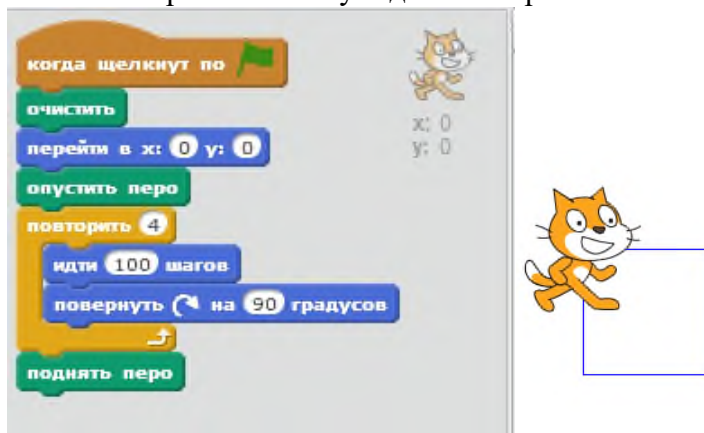 когда щелкнут по
очистить
перейти в x: 0 y: 0
опустить перо
повторить 4
идти 100 шагов
повернуть на 90 градусов
поднять перо
x: 0
y: 0